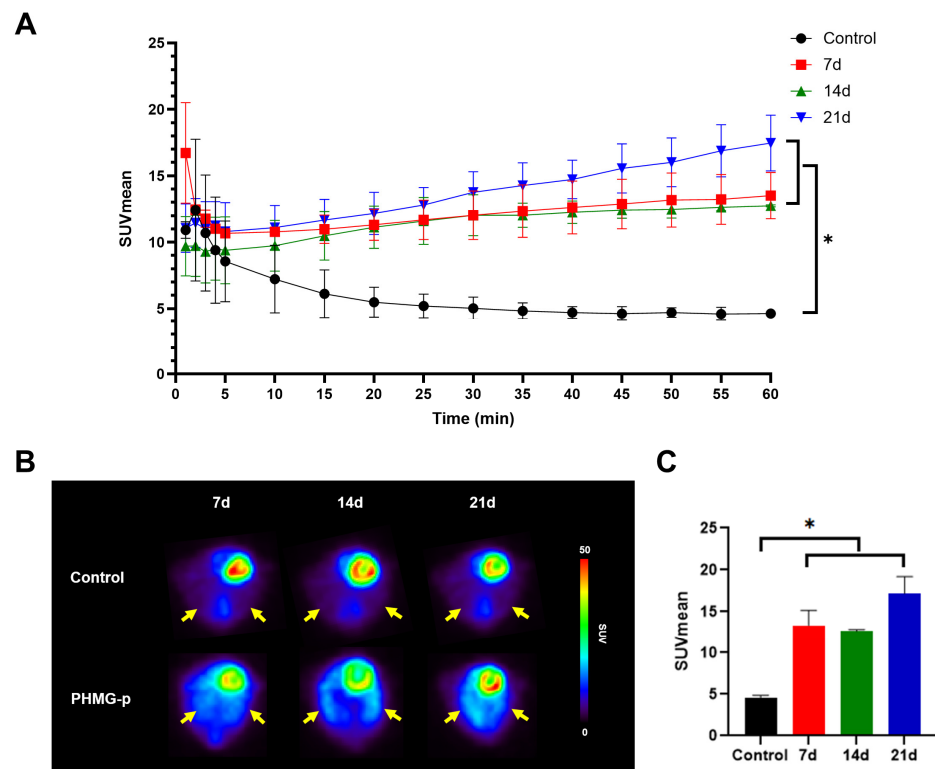 A
Control
7d
14d
21d
25
20
15
10
5
0
SUVmean
*
0 5 10 15 20 25 30 35 40 45 50 55 60
Time (min)
B
7d 14d 21d
Control
PHMG-p
50
SUV
0
C
*
25
20
15
10
5
0
SUVmean
Control 7d 14d 21d